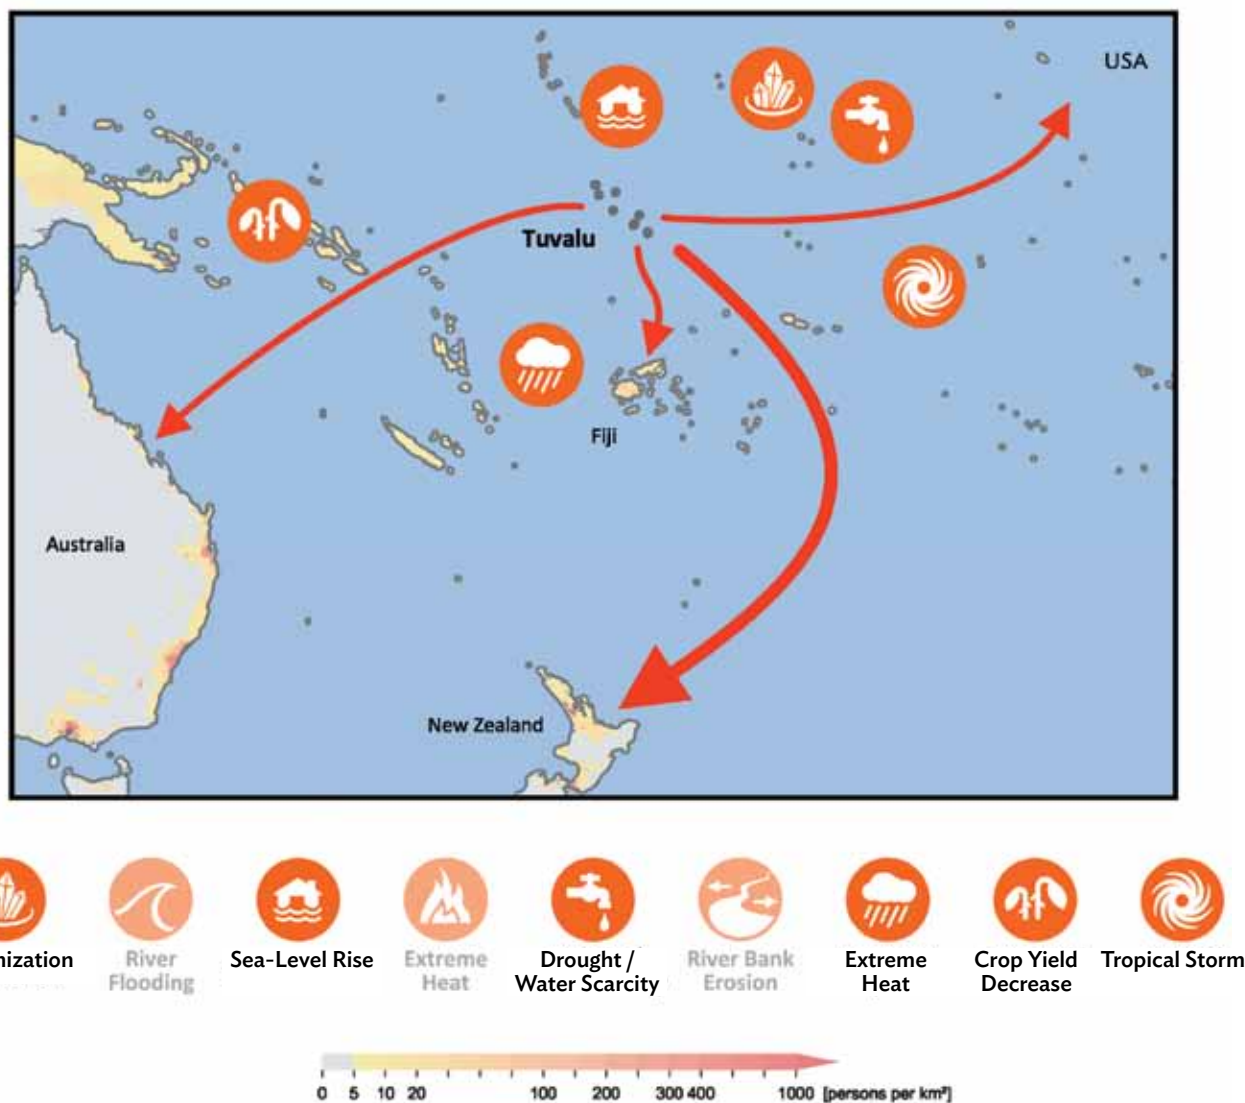 USA
Tuvalu
Fiji
Australia
New Zealand
nization
River
Flooding
Sea-Level Rise
Extreme
Heat
Drought /
Water Scarcity
River Bank
Erosion
Extreme
Heat
Crop Yield
Decrease
Tropical Storm
0 5 10 20 100 200 300 400 1000 [persons per km²]